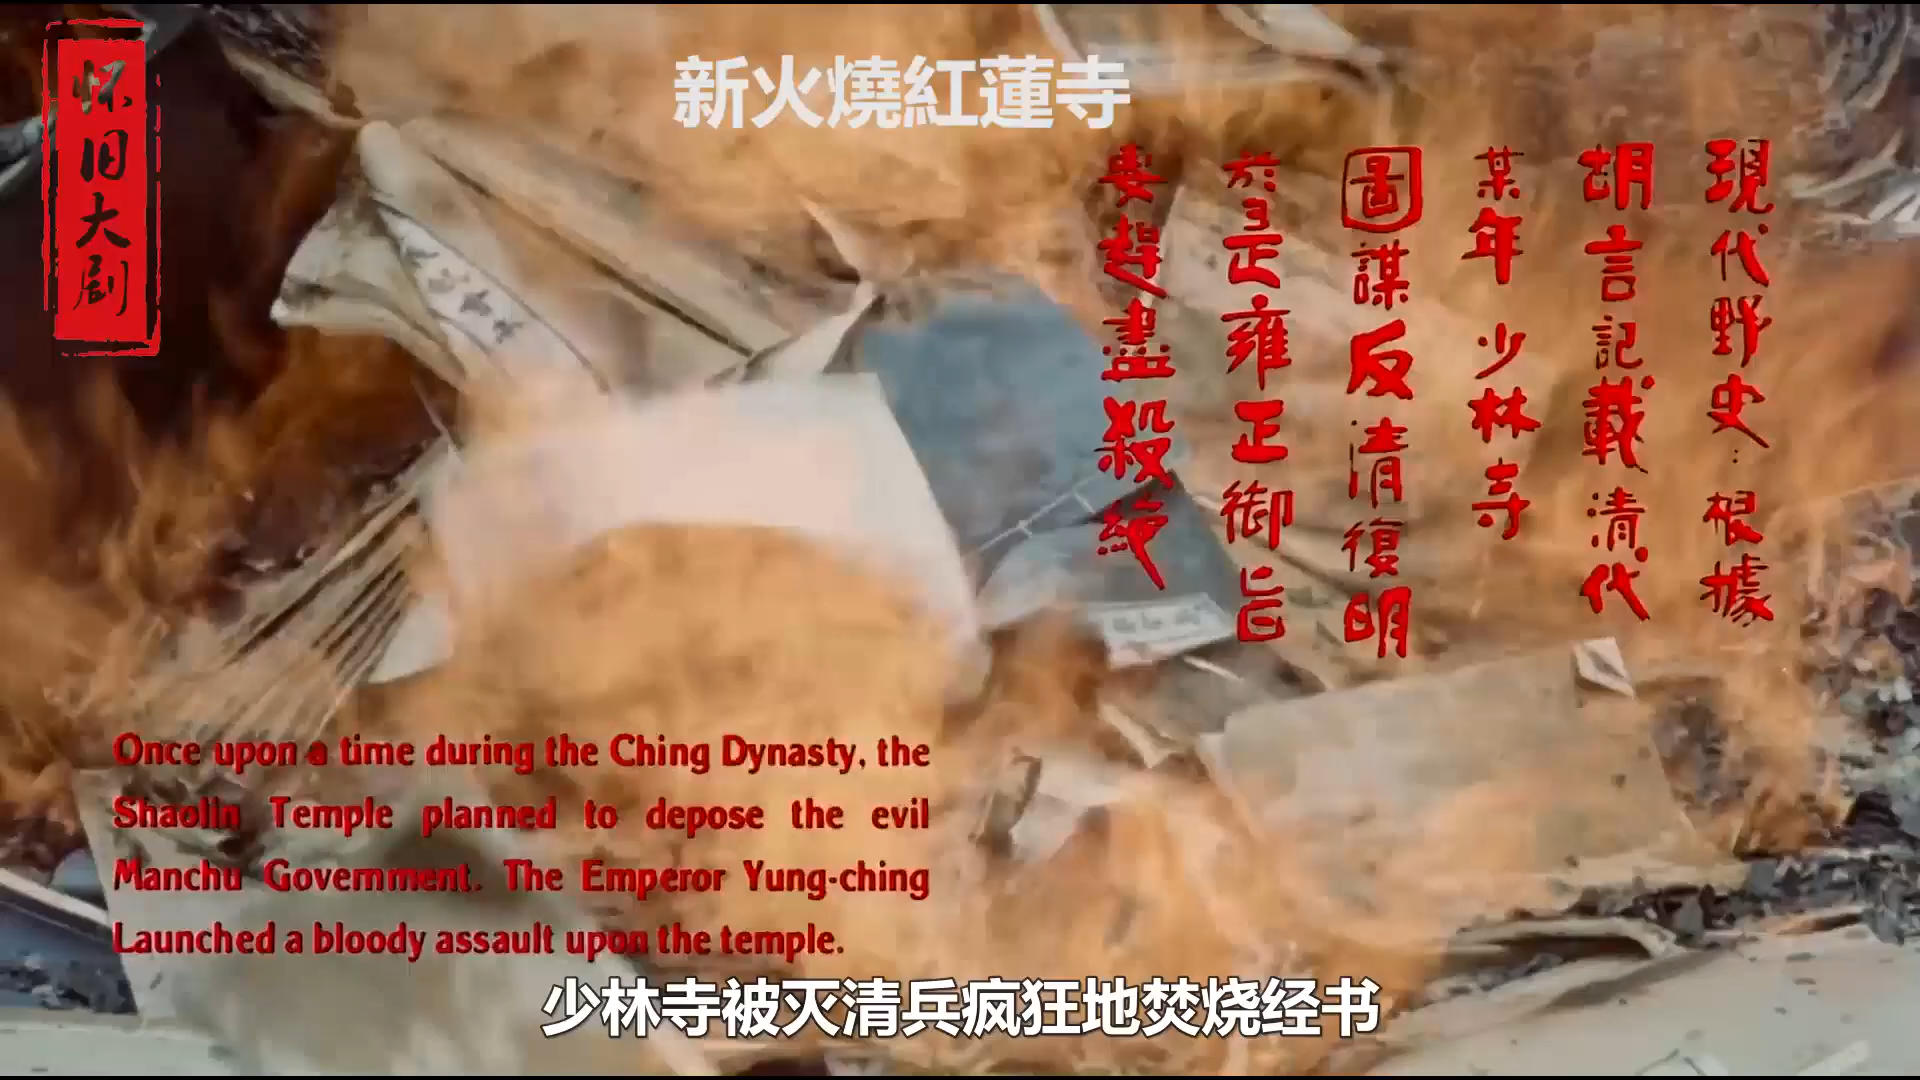 怀旧大剧
新火燒紅蓮寺
現代野史：根據
胡言記載清代
某年少林寺
圖謀反清復明
於是雍正御旨
要趕盡殺絶
Once upon a time during the Ching Dynasty, the
Shaolin Temple planned to depose the evil
Manchu Government. The Emperor Yung-ching
Launched a bloody assault upon the temple.
少林寺被灭清兵疯狂地焚烧经书